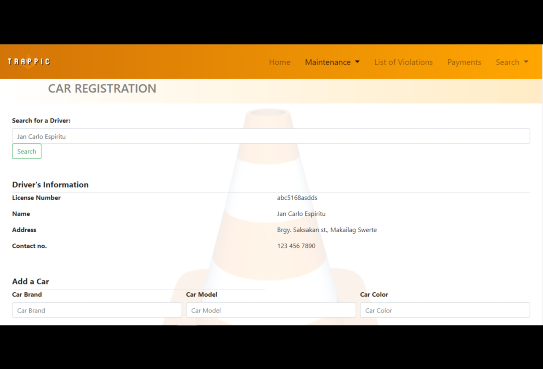 TRAPPIC
Home Maintenance List of Violations Payments Search
CAR REGISTRATION
Search for a Driver:
Jan Carlo Espiritu
Search
Driver's Information
License Number abc5168asdds
Name Jan Carlo Espiritu
Address Brgy. Saksakan st., Makailag Swerte
Contact no. 123 456 7890
Add a Car
Car Brand Car Model Car Color
Car Brand Car Model Car Color